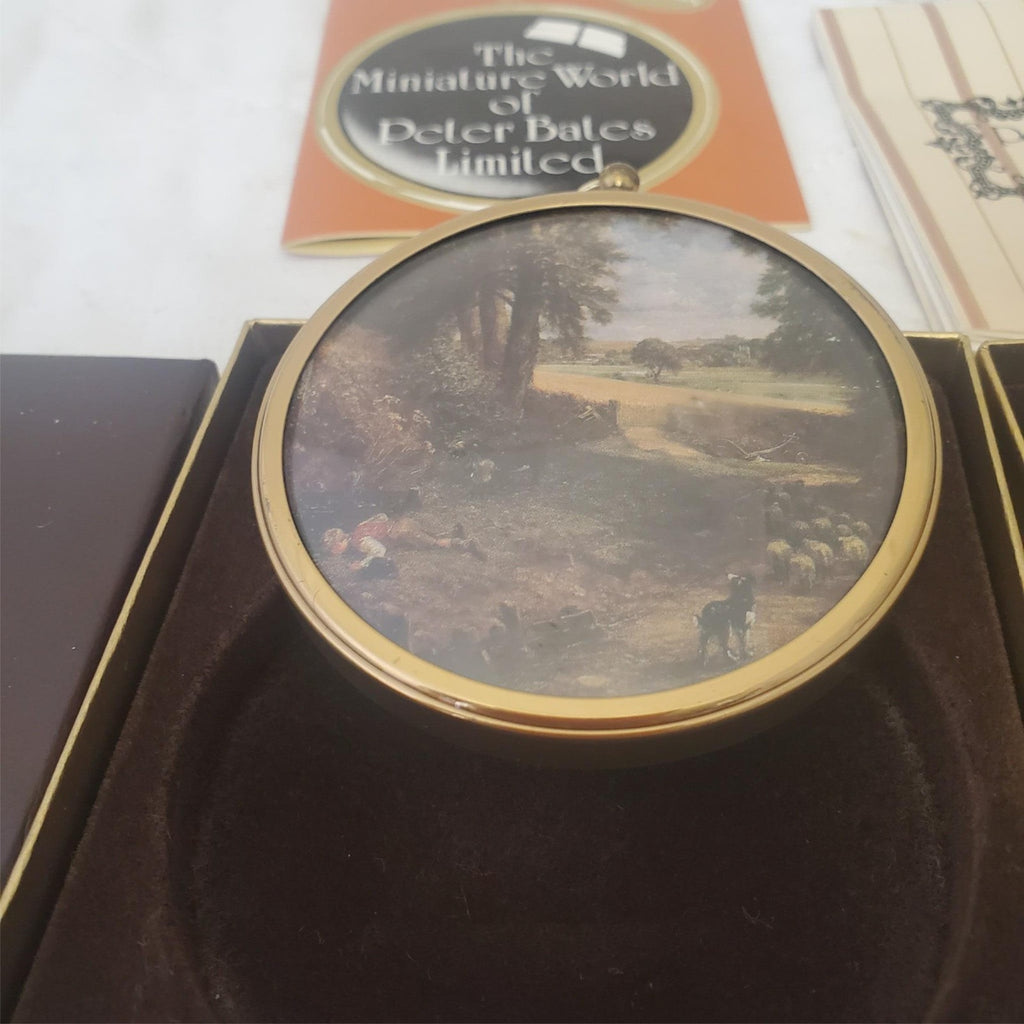 The
Miniature World
of
Peter Bates
Limited